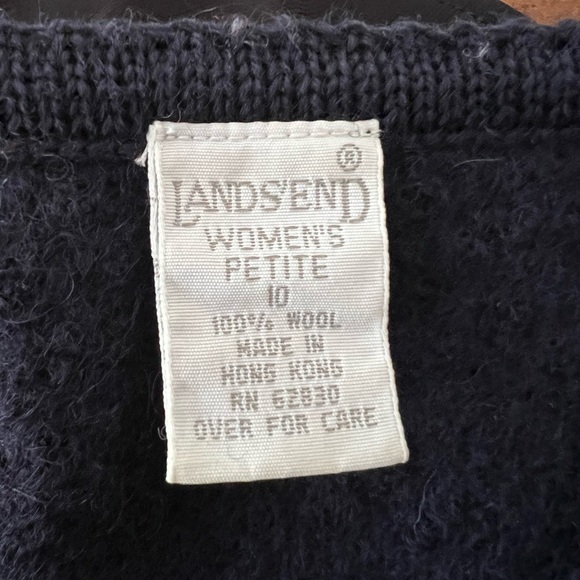 ®
LANDS'END
WOMEN'S
PETITE
10
100% WOOL
MADE IN
HONG KONG
RN 62830
OVER FOR CARE